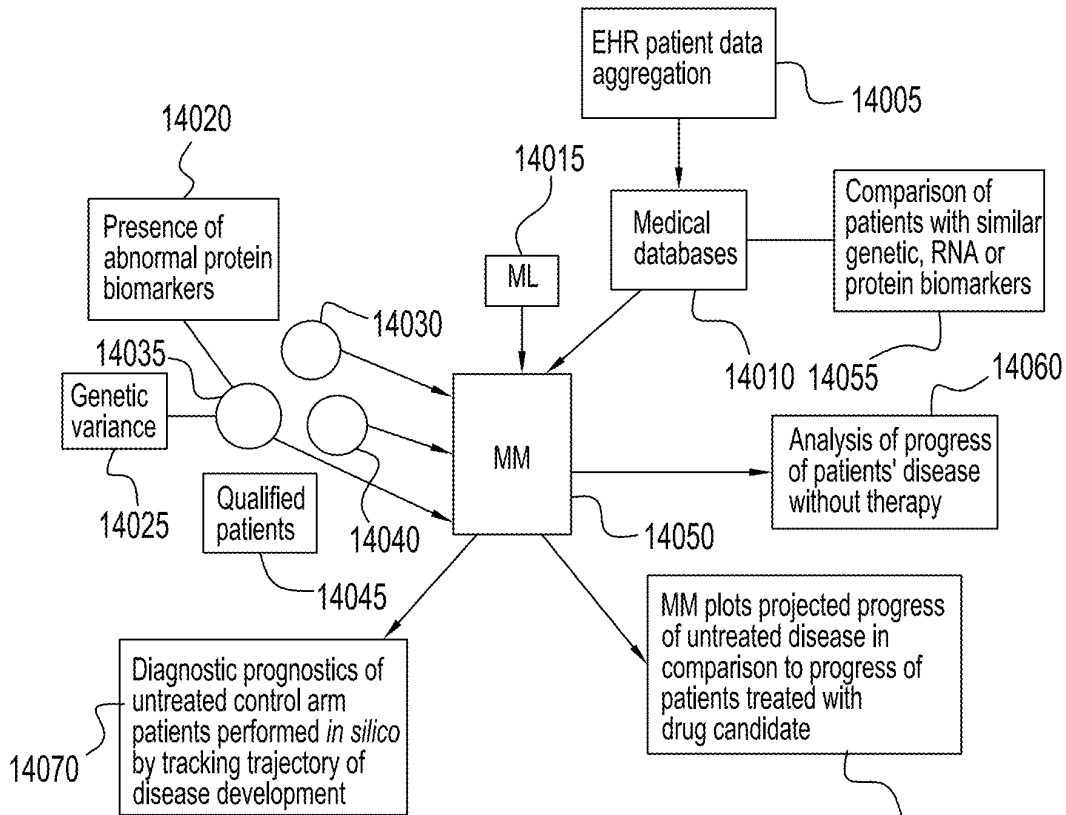 EHR patient data
aggregation
14005
14020
14015
Presence of
abnormal protein
biomarkers
ML
Medical
databases
Comparison of
patients with similar
genetic, RNA or
protein biomarkers
14030
14035
14010
14055
14060
Genetic
variance
MM
Analysis of progress
of patients' disease
without therapy
14025
Qualified
patients
14040
14050
14045
Diagnostic prognostics of
untreated control arm
patients performed in silico
by tracking trajectory of
disease development
14070
MM plots projected progress
of untreated disease in
comparison to progress of
patients treated with
drug candidate